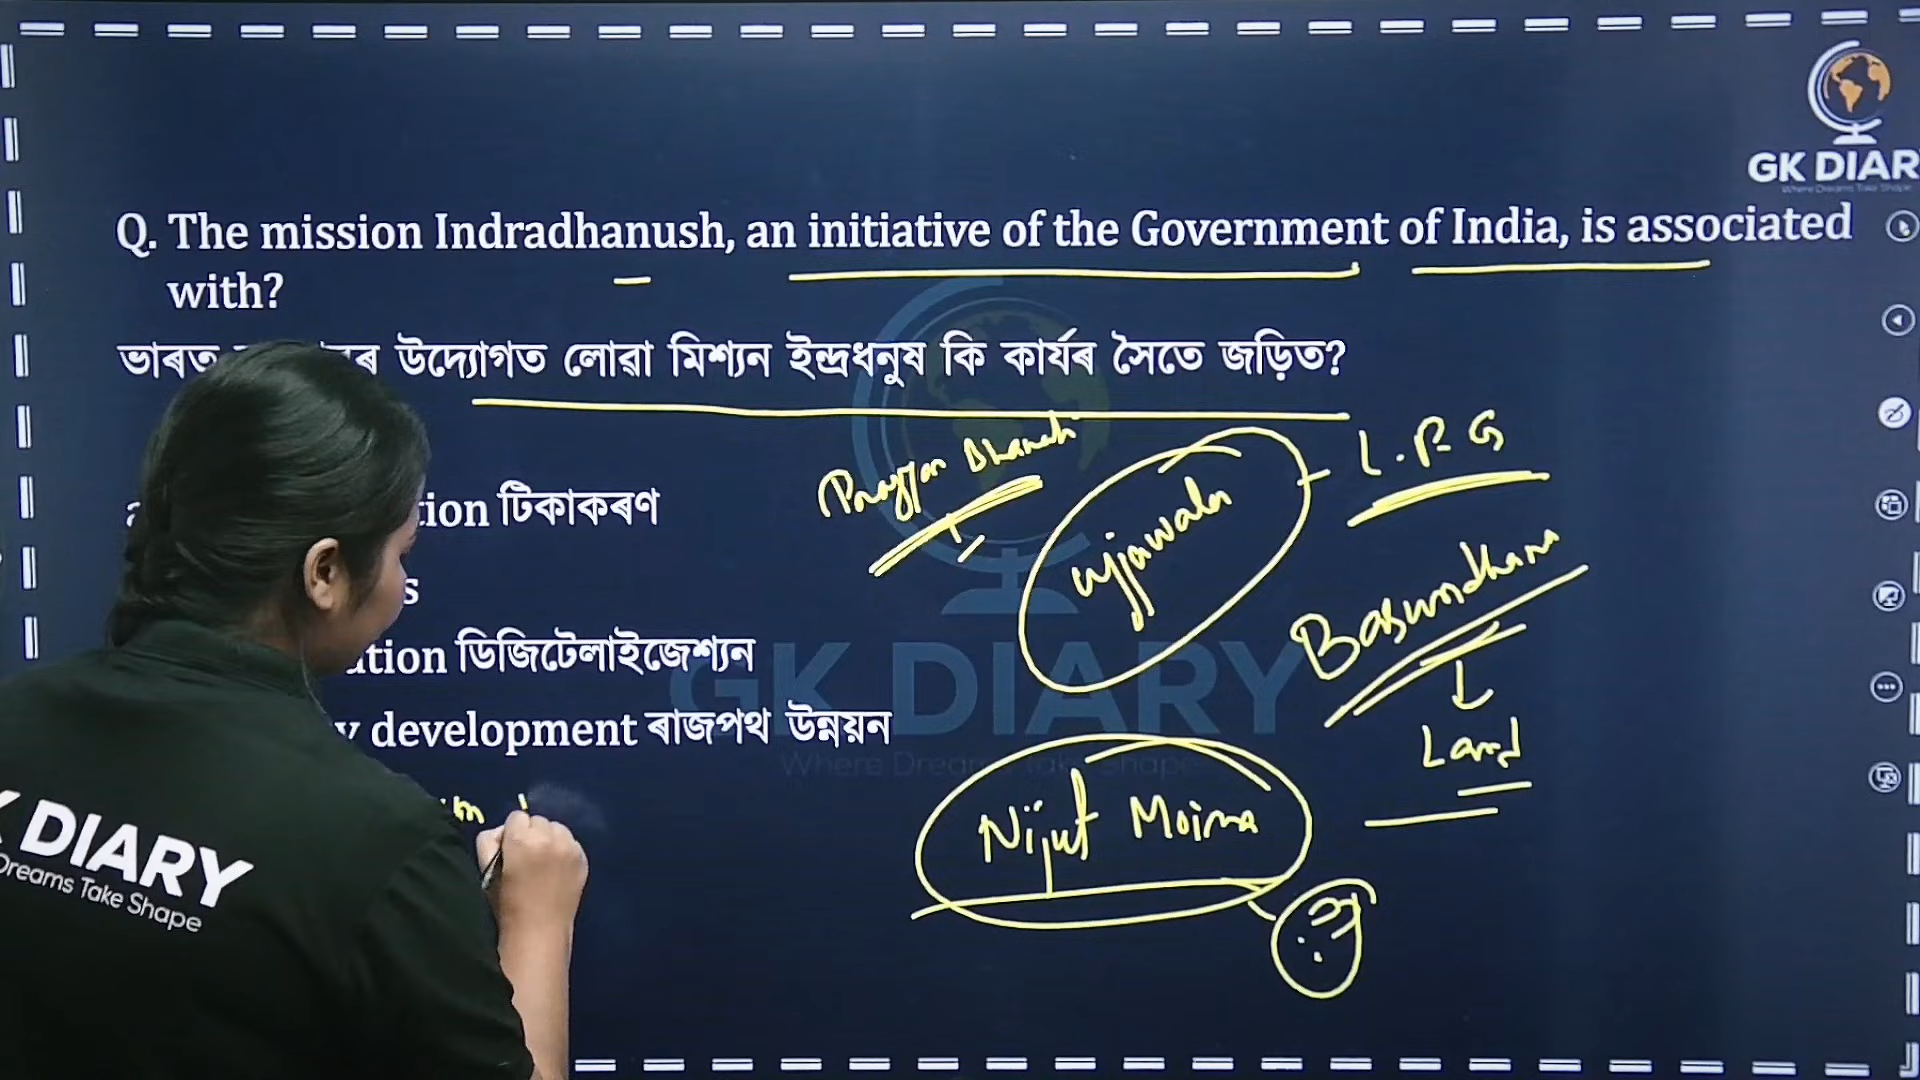 GK DIAR
Where Dreams Take Shape
Q. The mission Indradhanush, an initiative of the Government of India, is associated
with?
ভাৰত উদ্যোগত লোৱা মিশ্যন ইন্দ্ৰধনুষ কি কাৰ্যৰ সৈতে জড়িত?
tion টিকাকৰণ
s
ation ডিজিটেলাইজেশ্যন
y development ৰাজপথ উন্নয়ন
L.P.G
ujjawala
Baswndhara
Land
Nijut Moina
GK DIARY
Where Dreams Take Shape
K DIARY
Dreams Take Shape